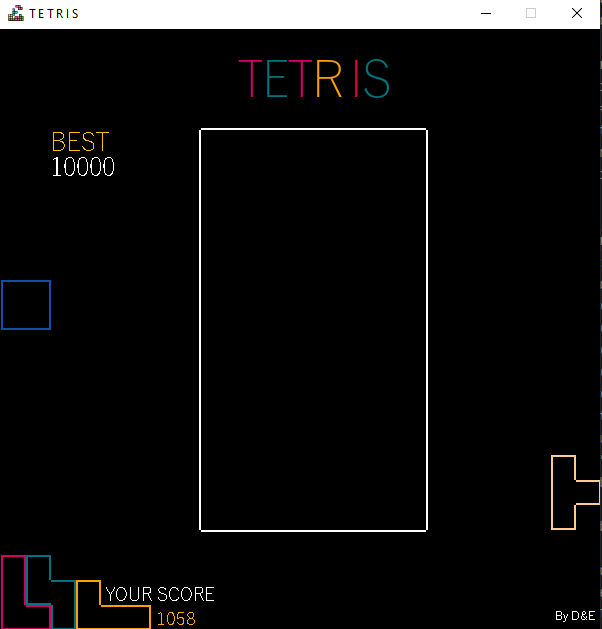 TETRIS
TETRIS
BEST
10000
YOUR SCORE
1058
By D&E